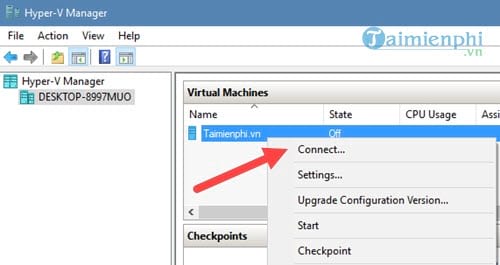 Hyper-V Manager
File Action View Help
Taimienphi
.vn
Hyper-V Manager
DESKTOP-8997MUO
Virtual Machines
Name State CPU Usage Assi
Taimienphi.vn Off
Connect...
Settings...
Upgrade Configuration Version...
Start
Checkpoint
Checkpoints